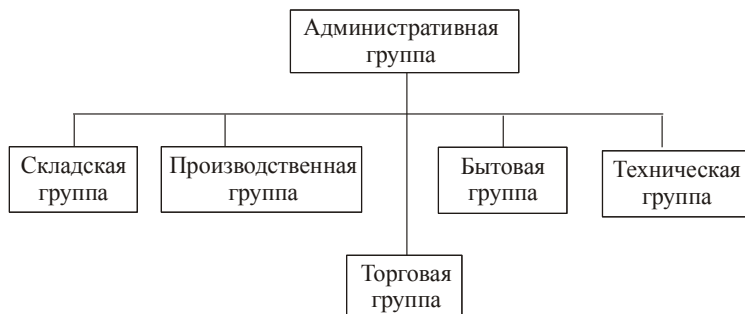 Административная
группа
Складская
группа
Производственная
группа
Бытовая
группа
Техническая
группа
Торговая
группа